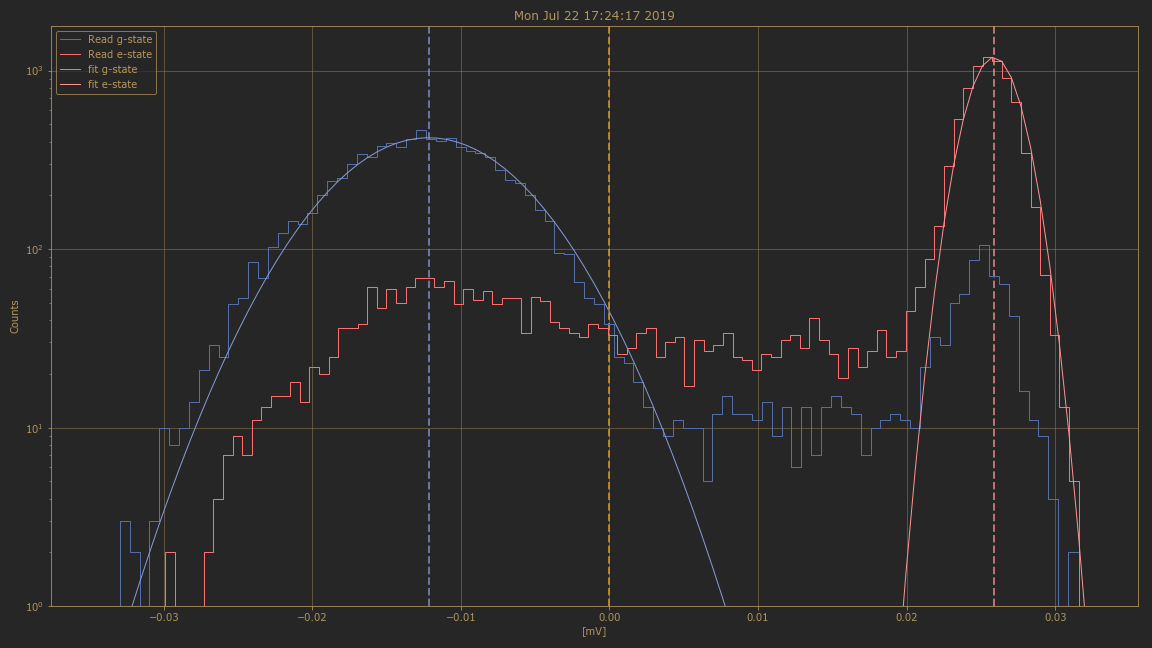 Mon Jul 22 17:24:17 2019
Read g-state
Read e-state
fit g-state
fit e-state
Counts
10³
10²
10¹
10⁰
−0.03 −0.02 −0.01 0.00 0.01 0.02 0.03
[mV]